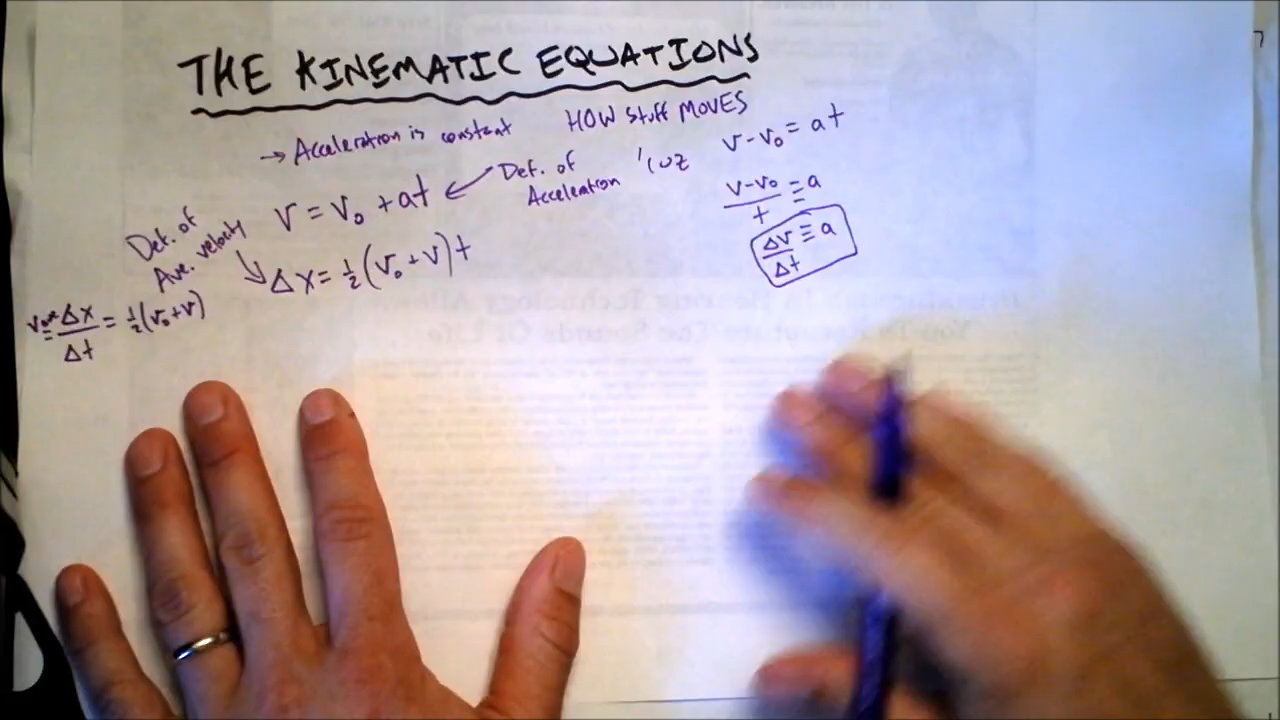 THE KINEMATIC EQUATIONS
HOW Stuff MOVES
→ Acceleration is constant
v = v₀ + at
Def. of
Acceleration
'cuz
v - v₀ = at
v-v₀/t ≡ a
Δv/Δt ≡ a
Def. of
Ave. velocity
Δx = ½(v₀ + v)t
Δx/Δt = ½(v₀+v)